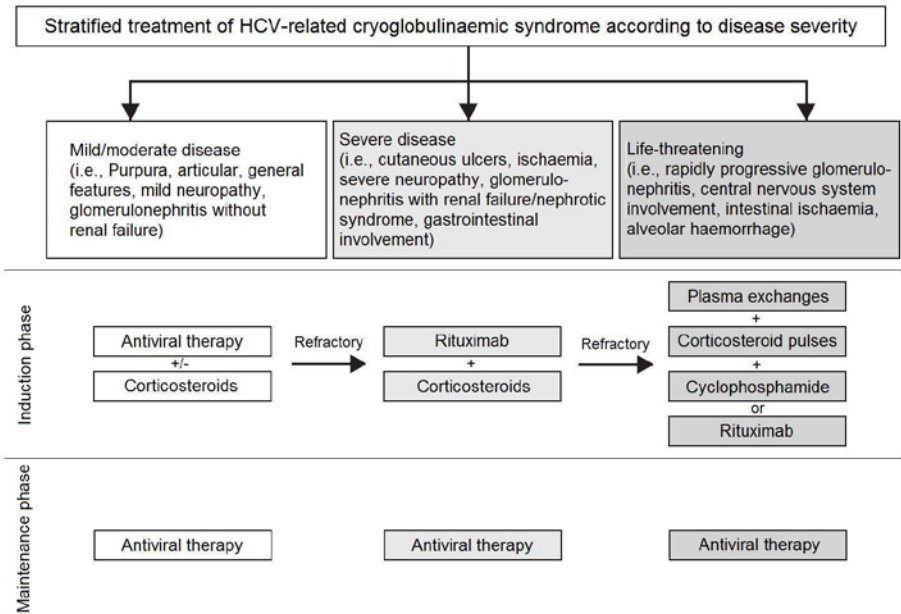 Stratified treatment of HCV-related cryoglobulinaemic syndrome according to disease severity
Mild/moderate disease
(i.e., Purpura, articular, general
features, mild neuropathy,
glomerulonephritis without
renal failure)
Severe disease
(i.e., cutaneous ulcers, ischaemia,
severe neuropathy, glomerulo-
nephritis with renal failure/nephrotic
syndrome, gastrointestinal
involvement)
Life-threatening
(i.e., rapidly progressive glomerulo-
nephritis, central nervous system
involvement, intestinal ischaemia,
alveolar haemorrhage)
Induction phase
Antiviral therapy
+/-
Corticosteroids
Refractory
Rituximab
+
Corticosteroids
Refractory
Plasma exchanges
+
Corticosteroid pulses
+
Cyclophosphamide
or
Rituximab
Maintenance phase
Antiviral therapy
Antiviral therapy
Antiviral therapy